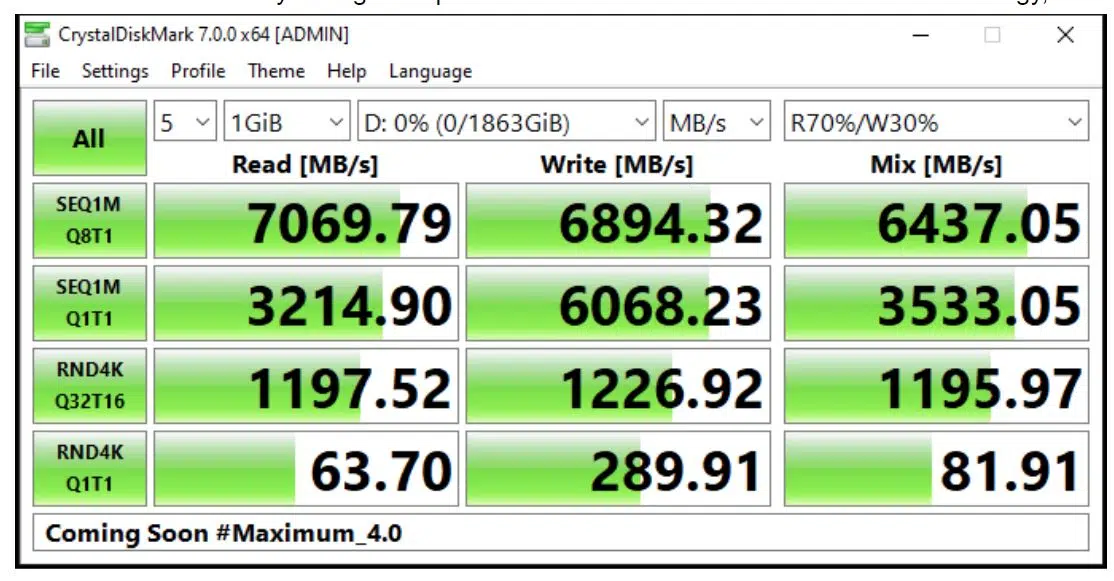 CrystalDiskMark 7.0.0 x64 [ADMIN]
File Settings Profile Theme Help Language
All 5 1GiB D: 0% (0/1863GiB) MB/s R70%/W30%
Read [MB/s] Write [MB/s] Mix [MB/s]
SEQ1M
Q8T1 7069.79 6894.32 6437.05
SEQ1M
Q1T1 3214.90 6068.23 3533.05
RND4K
Q32T16 1197.52 1226.92 1195.97
RND4K
Q1T1 63.70 289.91 81.91
Coming Soon #Maximum_4.0